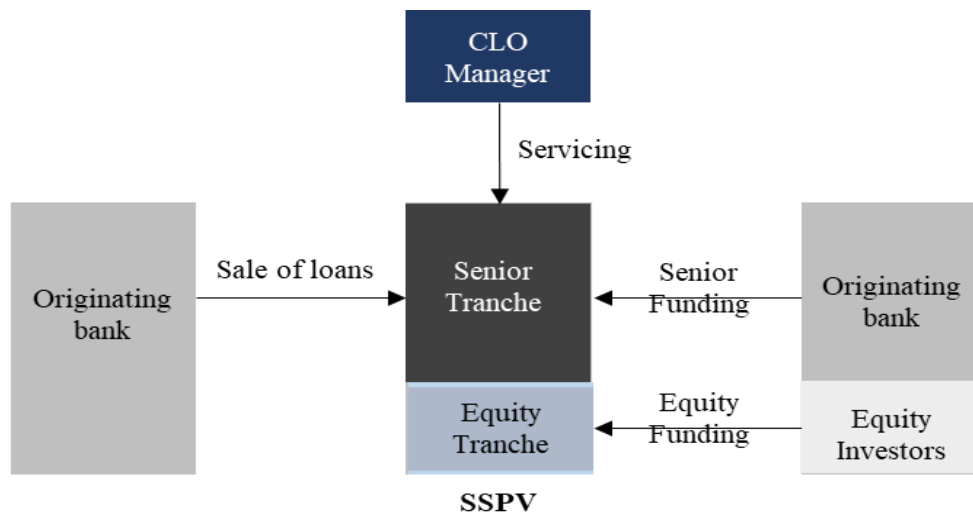 CLO
Manager
Servicing
Originating
bank
Sale of loans
Senior
Tranche
Senior
Funding
Originating
bank
Equity
Tranche
Equity
Funding
Equity
Investors
SSPV